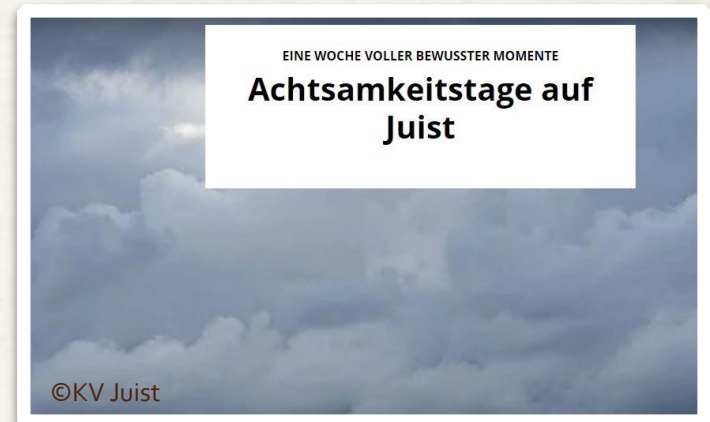 EINE WOCHE VOLLER BEWUSSTER MOMENTE
Achtsamkeitstage auf
Juist
©KV Juist